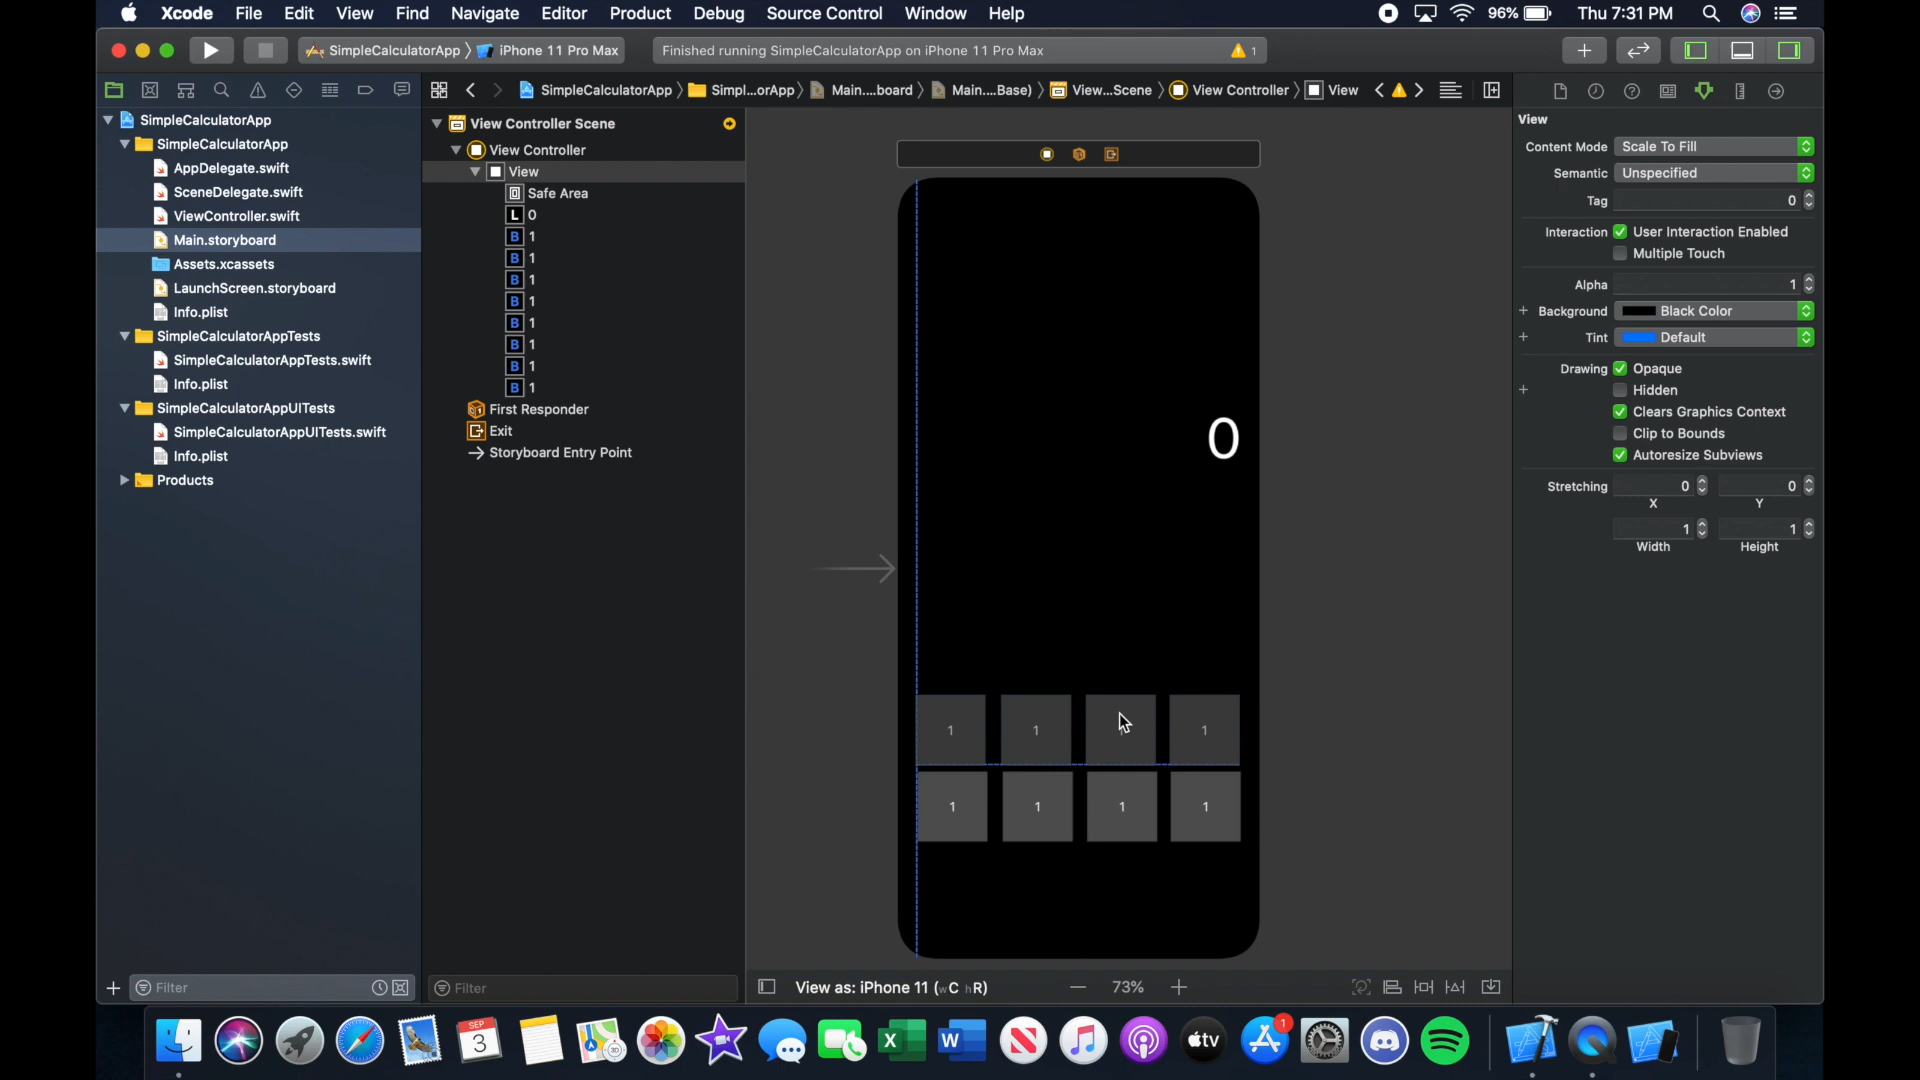 Xcode File Edit View Find Navigate Editor Product Debug Source Control Window Help 96% Thu 7:31 PM
SimpleCalculatorApp 〉 iPhone 11 Pro Max Finished running SimpleCalculatorApp on iPhone 11 Pro Max 1
SimpleCalculatorApp 〉 Simpl...orApp 〉 Main....board 〉 Main....Base) 〉 View...Scene 〉 View Controller 〉 View
SimpleCalculatorApp
SimpleCalculatorApp
AppDelegate.swift
SceneDelegate.swift
ViewController.swift
Main.storyboard
Assets.xcassets
LaunchScreen.storyboard
Info.plist
SimpleCalculatorAppTests
SimpleCalculatorAppTests.swift
Info.plist
SimpleCalculatorAppUITests
SimpleCalculatorAppUITests.swift
Info.plist
Products
Filter
View Controller Scene
View Controller
View
Safe Area
L 0
B 1
B 1
B 1
B 1
B 1
B 1
B 1
B 1
First Responder
Exit
Storyboard Entry Point
Filter
0
1 1 1
1 1 1 1
View as: iPhone 11 (wC hR) 73%
View
Content Mode Scale To Fill
Semantic Unspecified
Tag 0
Interaction User Interaction Enabled
Multiple Touch
Alpha 1
Background Black Color
Tint Default
Drawing Opaque
Hidden
Clears Graphics Context
Clip to Bounds
Autoresize Subviews
Stretching 0 0
X Y
1 1
Width Height
SEP
3
X W N tv 1